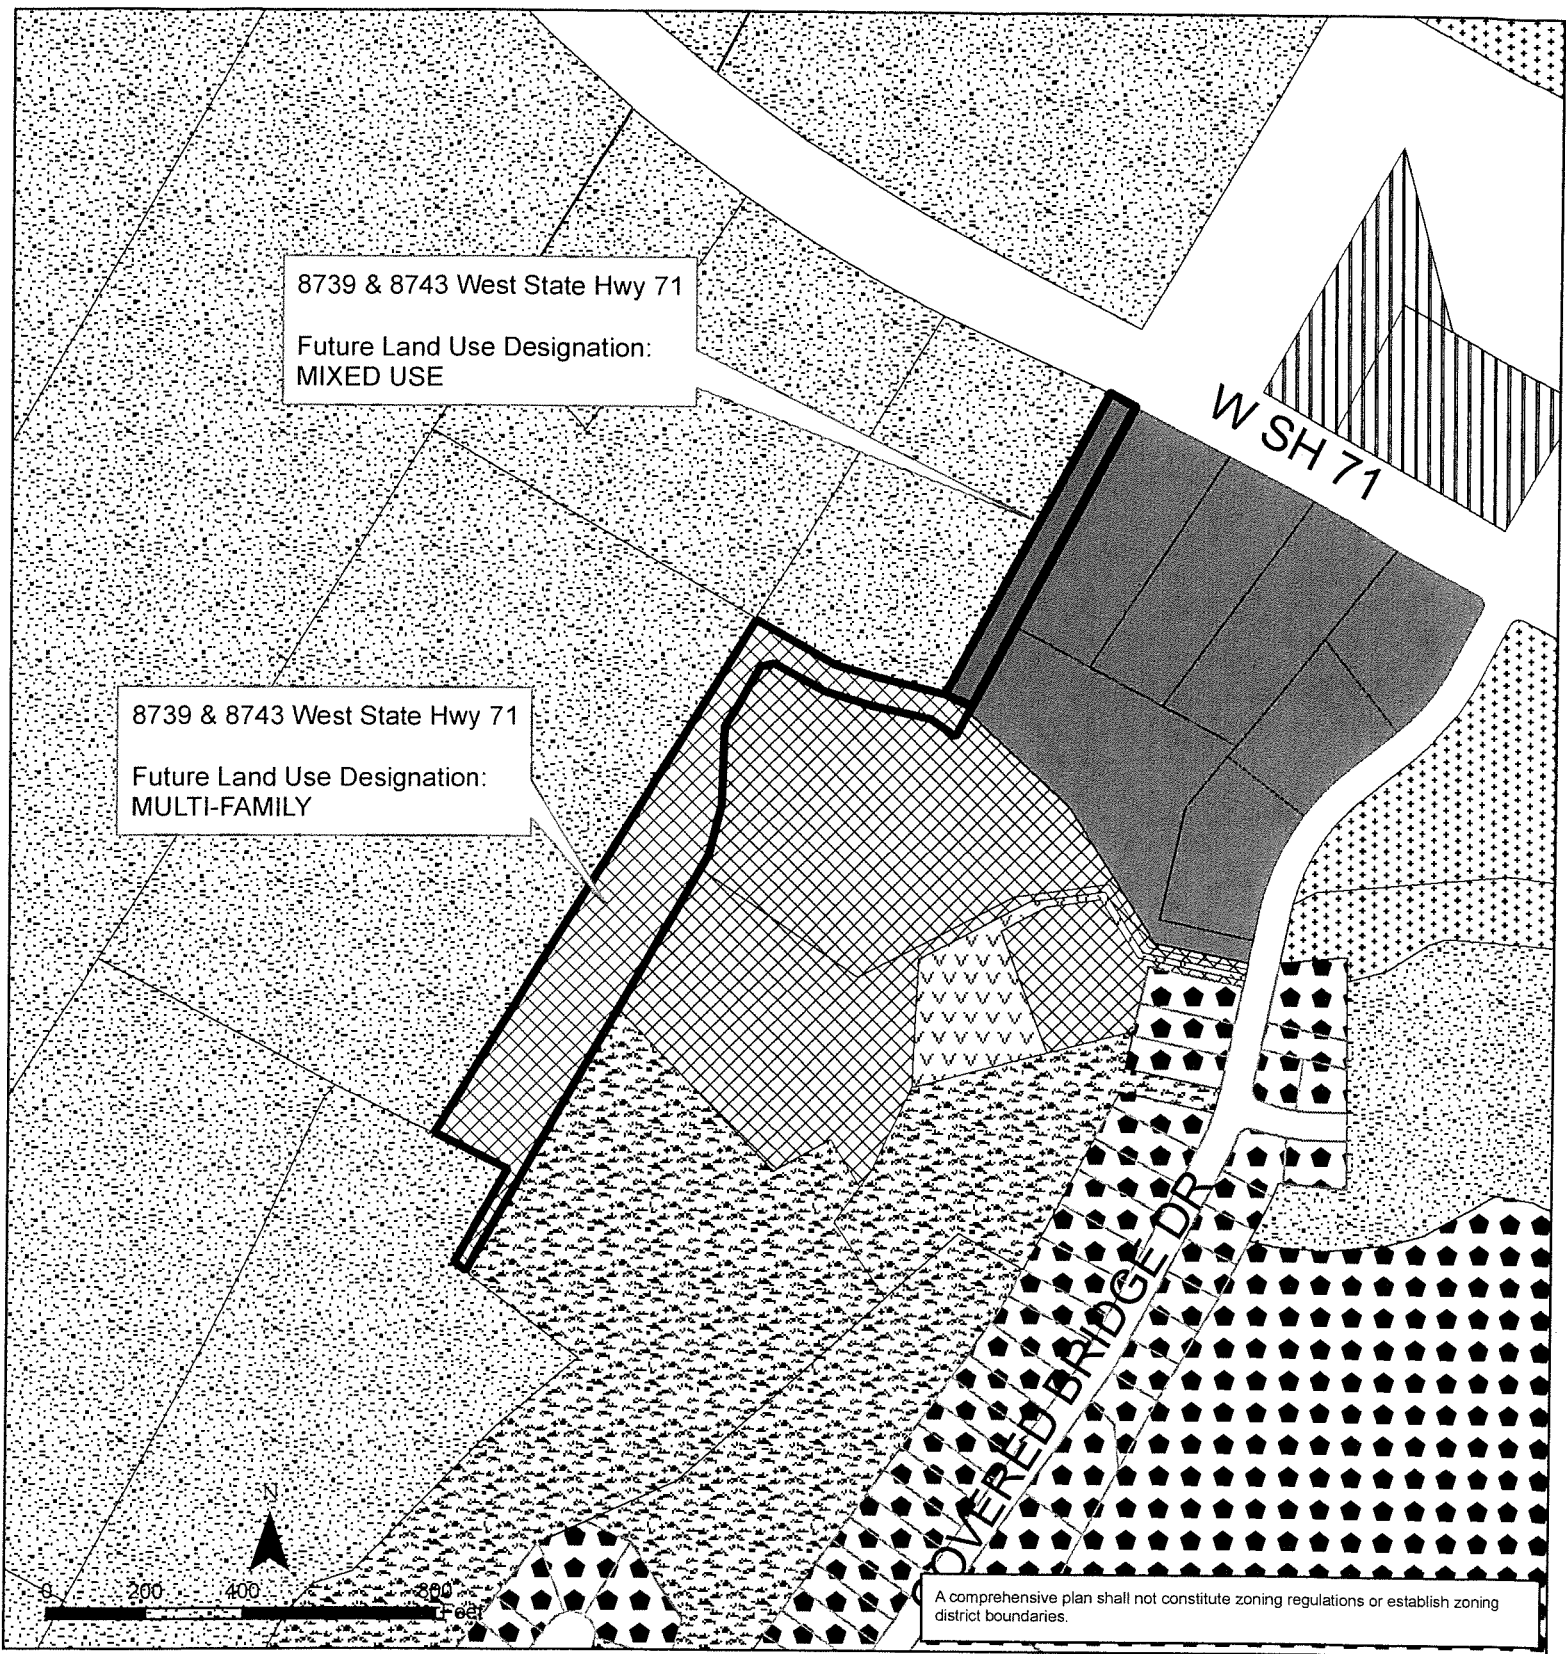 8739 & 8743 West State Hwy 71
Future Land Use Designation:
MIXED USE
W SH 71
8739 & 8743 West State Hwy 71
Future Land Use Designation:
MULTI-FAMILY
COVERED BRIDGE DR
N
0 200 400 800
Feet
A comprehensive plan shall not constitute zoning regulations or establish zoning
district boundaries.